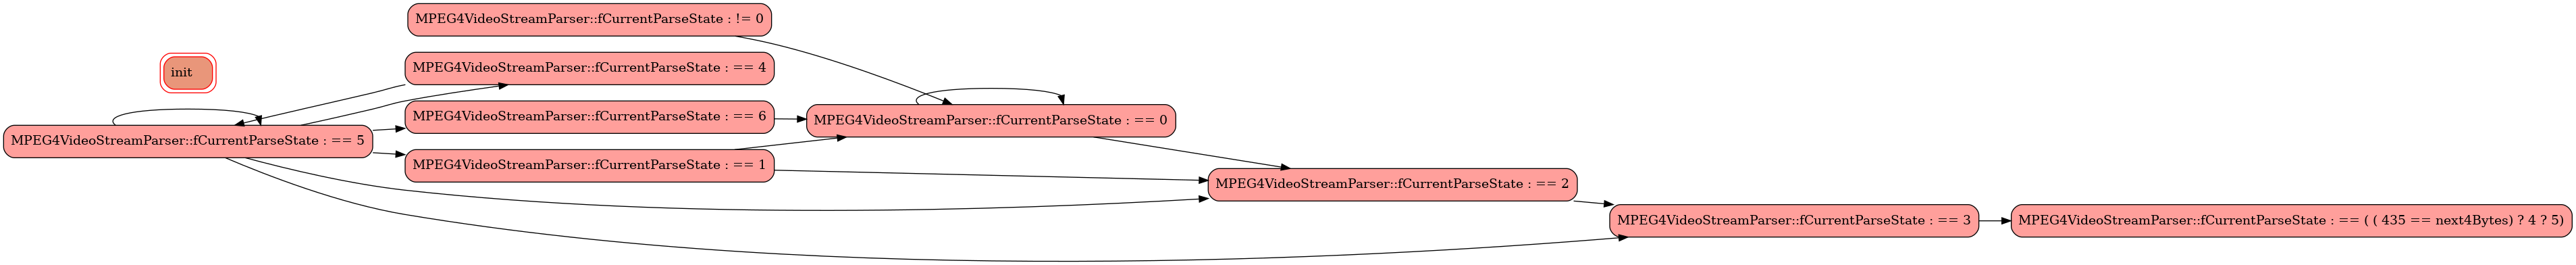 MPEG4VideoStreamParser::fCurrentParseState : != 0
init
MPEG4VideoStreamParser::fCurrentParseState : == 4
MPEG4VideoStreamParser::fCurrentParseState : == 6
MPEG4VideoStreamParser::fCurrentParseState : == 0
MPEG4VideoStreamParser::fCurrentParseState : == 5
MPEG4VideoStreamParser::fCurrentParseState : == 1
MPEG4VideoStreamParser::fCurrentParseState : == 2
MPEG4VideoStreamParser::fCurrentParseState : == 3
MPEG4VideoStreamParser::fCurrentParseState : == ( ( 435 == next4Bytes) ? 4 ? 5)